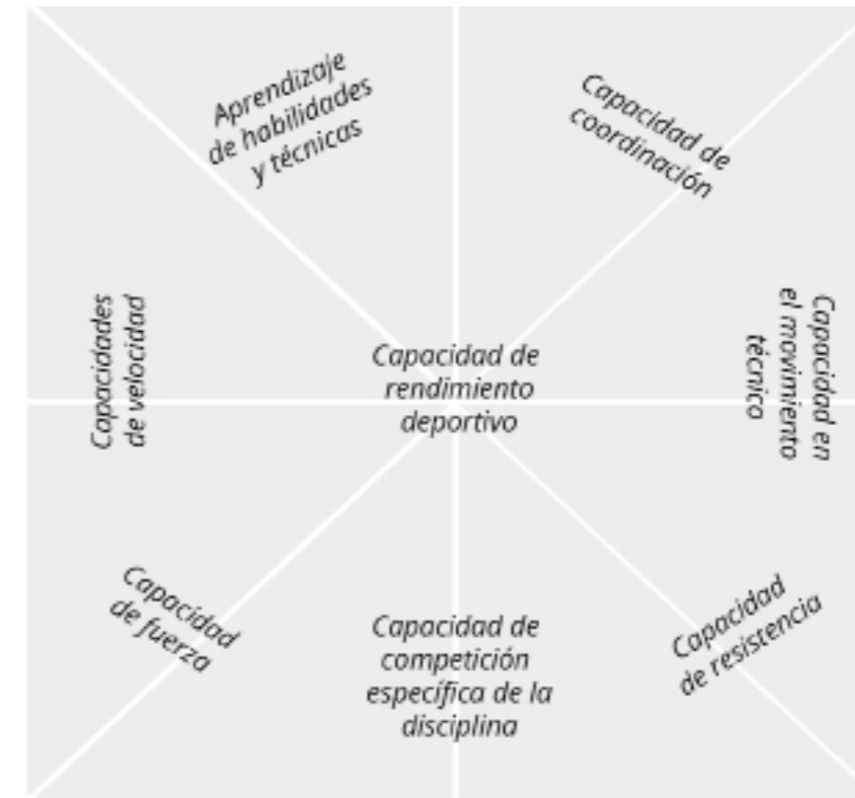 Aprendizaje
de habilidades
y técnicas
Capacidad de
coordinación
Capacidades
de velocidad
Capacidad de
rendimiento
deportivo
Capacidad en
el movimiento
técnico
Capacidad
de fuerza
Capacidad de
competición
específica de la
disciplina
Capacidad
de resistencia